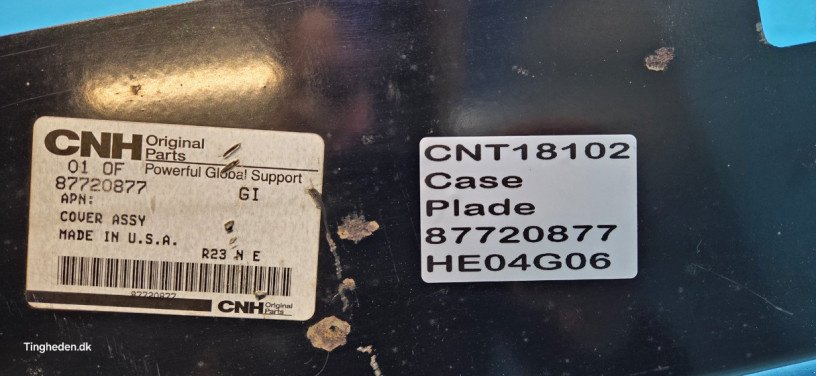 CNH Original
Parts
Powerful Global Support
01 OF
87720877 GI
APN:
COVER ASSY
MADE IN U.S.A.
R23 N E
87720877
CNH Original
Parts
CNT18102
Case
Plade
87720877
HE04G06
Tingheden.dk